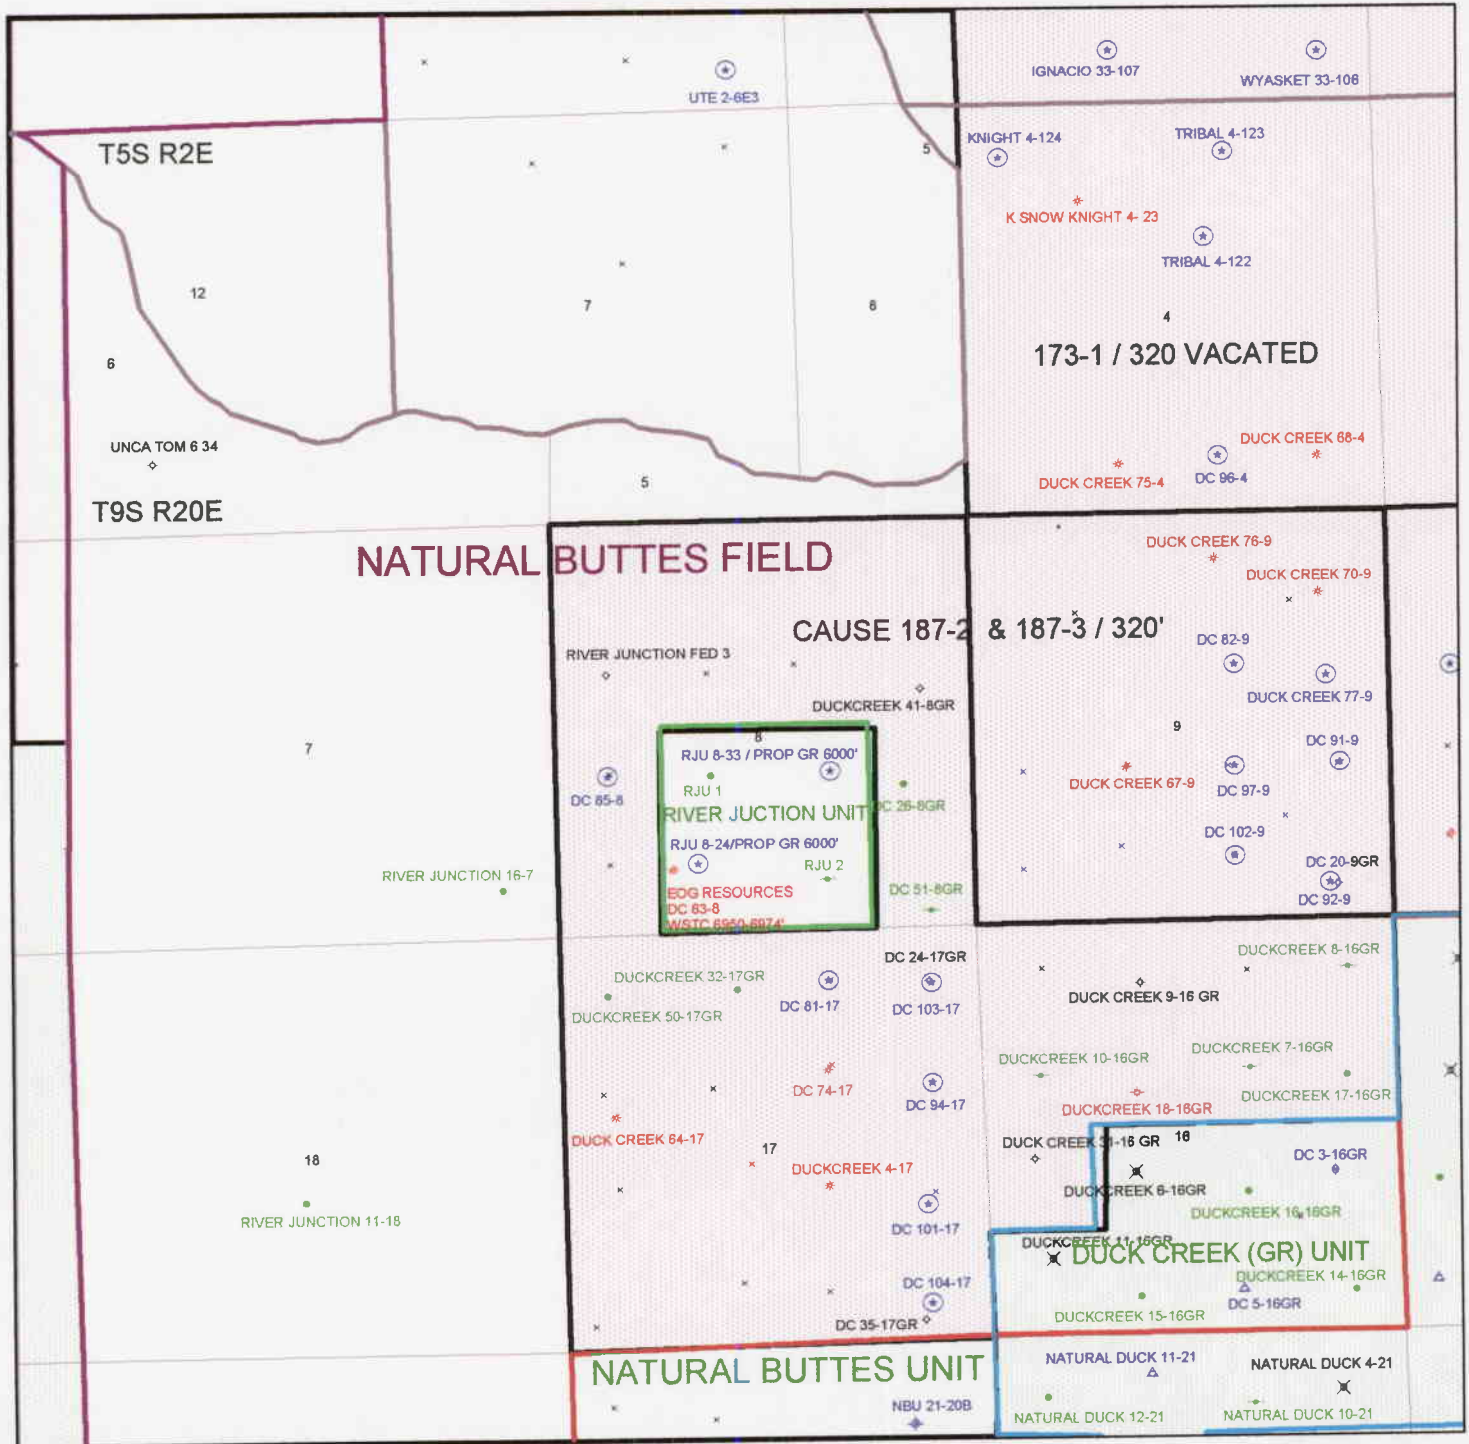 IGNACIO 33-107
WYASKET 33-106
UTE 2-6E3
KNIGHT 4-124
TRIBAL 4-123
T5S R2E
5
K SNOW KNIGHT 4- 23
TRIBAL 4-122
12
7
8
4
6
173-1 / 320 VACATED
UNCA TOM 6 34
DUCK CREEK 68-4
DUCK CREEK 75-4
DC 96-4
5
T9S R20E
NATURAL BUTTES FIELD
DUCK CREEK 76-9
DUCK CREEK 70-9
CAUSE 187-2 & 187-3 / 320'
DC 82-9
RIVER JUNCTION FED 3
DUCK CREEK 77-9
DUCKCREEK 41-8GR
9
7
8
RJU 8-33 / PROP GR 6000'
DC 91-9
DC 85-8
RJU 1
DUCK CREEK 67-9
DC 97-9
DC 26-8GR
RIVER JUCTION UNIT
DC 102-9
RJU 8-24/PROP GR 6000'
RJU 2
DC 20-9GR
RIVER JUNCTION 16-7
EOG RESOURCES
DC 63-8
WSTC 6950-6974'
DC 51-8GR
DC 92-9
DC 24-17GR
DUCKCREEK 8-16GR
DUCKCREEK 32-17GR
DUCK CREEK 9-16 GR
DC 81-17
DC 103-17
DUCKCREEK 50-17GR
DUCKCREEK 10-16GR
DUCKCREEK 7-16GR
DC 74-17
DC 94-17
DUCKCREEK 18-16GR
DUCKCREEK 17-16GR
DUCK CREEK 64-17
17
DUCK CREEK 31-16 GR
16
18
DUCKCREEK 4-17
DC 3-16GR
DUCKCREEK 6-16GR
RIVER JUNCTION 11-18
DC 101-17
DUCKCREEK 16-16GR
DUCKCREEK 11-16GR
DUCK CREEK (GR) UNIT
DC 104-17
DUCKCREEK 14-16GR
DC 5-16GR
DC 35-17GR
DUCKCREEK 15-16GR
NATURAL BUTTES UNIT
NATURAL DUCK 11-21
NATURAL DUCK 4-21
NBU 21-20B
NATURAL DUCK 12-21
NATURAL DUCK 10-21